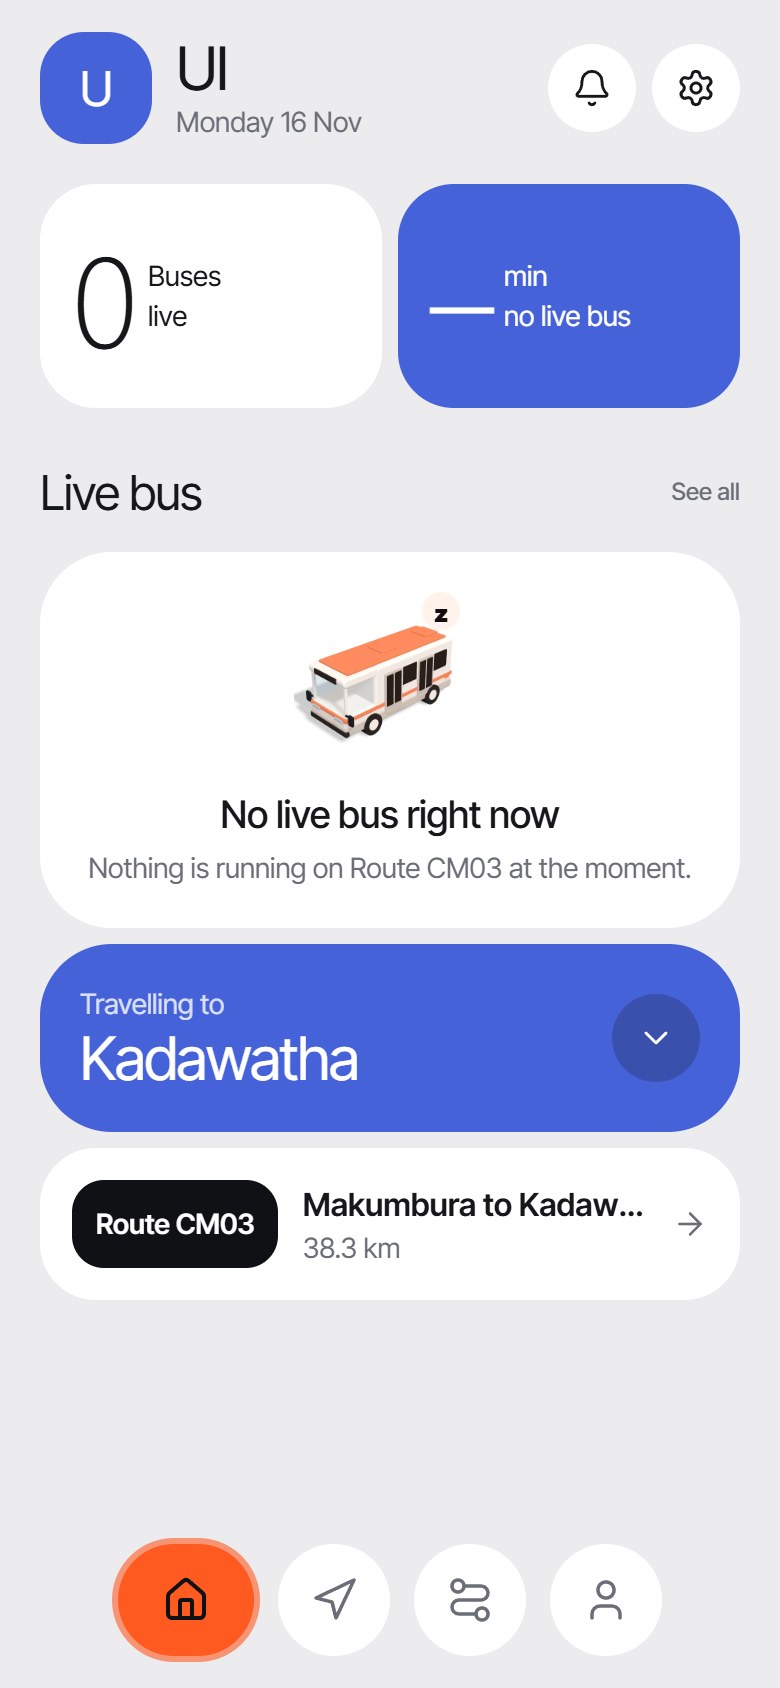 U
UI
Monday 16 Nov
0
Buses
live
—
min
no live bus
Live bus
See all
z
No live bus right now
Nothing is running on Route CM03 at the moment.
Travelling to
Kadawatha
Route CM03
Makumbura to Kadaw...
38.3 km